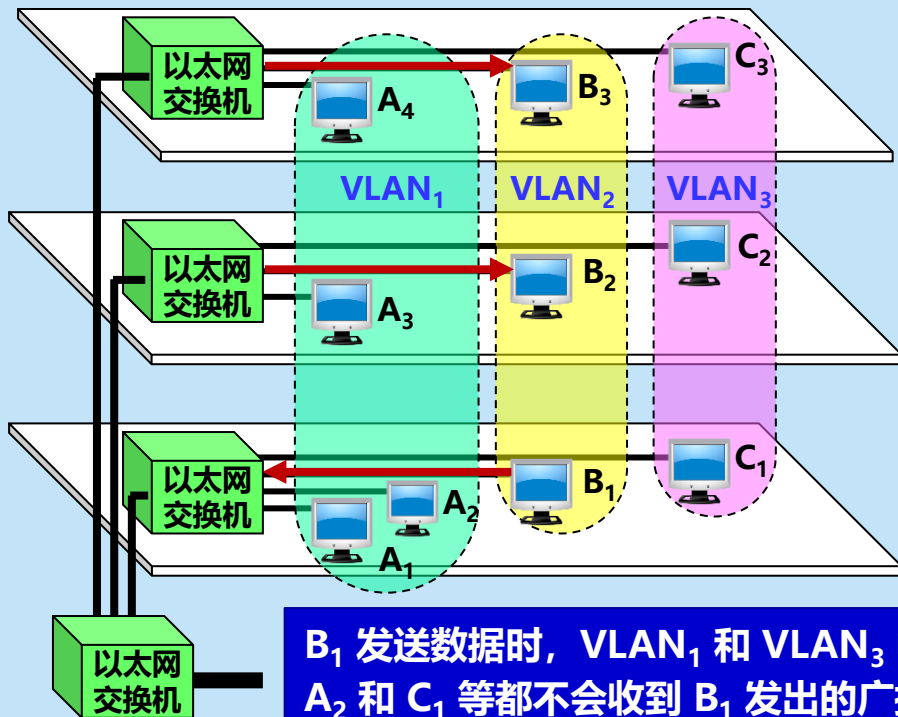 以太网
交换机
A₄
B₃
C₃
VLAN₁
VLAN₂
VLAN₃
以太网
交换机
A₃
B₂
C₂
以太网
交换机
A₂
A₁
B₁
C₁
以太网
交换机
B₁ 发送数据时，VLAN₁ 和 VLAN₃
A₂ 和 C₁ 等都不会收到 B₁ 发出的广